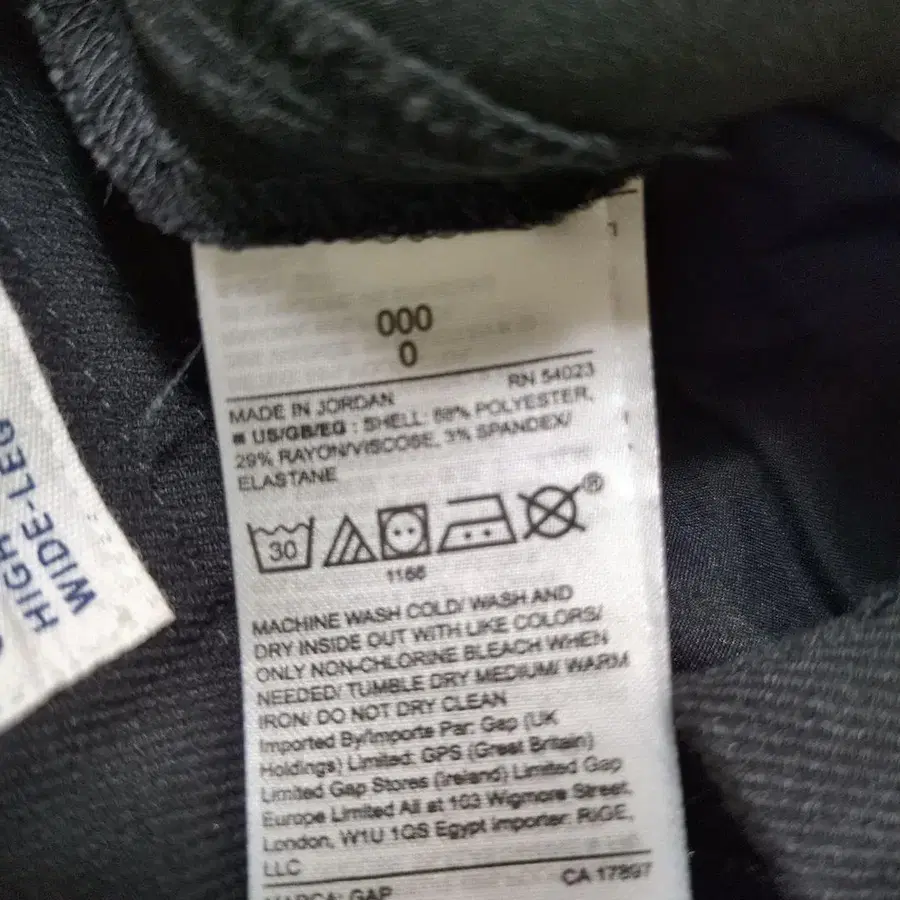 HIGH
WIDE-LEG
000
0
RN 54023
MADE IN JORDAN
US/GB/EG : SHELL: 68% POLYESTER,
29% RAYON/VISCOSE, 3% SPANDEX/
ELASTANE
30
®
1166
MACHINE WASH COLD/ WASH AND
DRY INSIDE OUT WITH LIKE COLORS/
ONLY NON-CHLORINE BLEACH WHEN
NEEDED/ TUMBLE DRY MEDIUM/ WARM
IRON/ DO NOT DRY CLEAN
Imported By/Importe Par: Gap (UK
Holdings) Limited: GPS (Great Britain)
Limited Gap Stores (Ireland) Limited Gap
Europe Limited All at 103 Wigmore Street,
London, W1U 1QS Egypt importer: RIGE,
LLC
CA 17897
MARCA: GAP